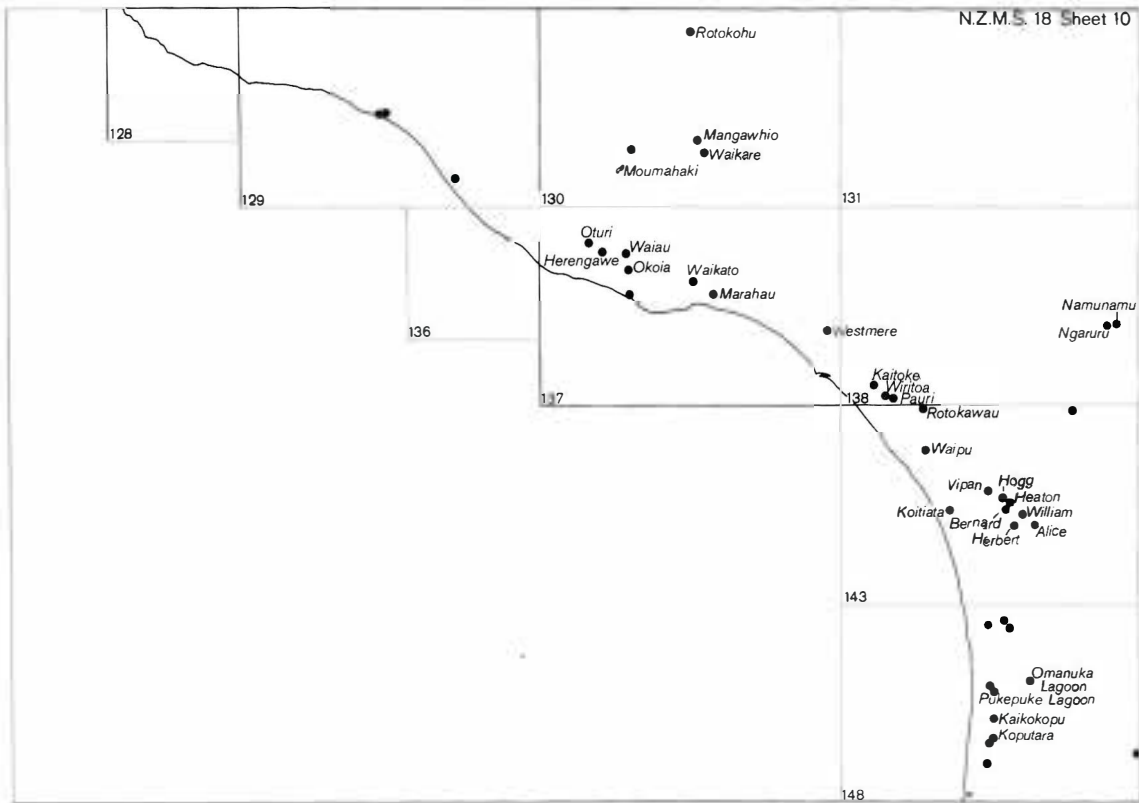 N.Z.M.S. 18 Sheet 10
Rotokohu
128
Mangawhio
Waikare
Moumahaki
129
130
131
Oturi
Herengawe
Waiau
Okoia
Waikato
Marahau
Namunamu
Ngaruru
136
Westmere
Kaitoke
Wiritoa
Pauri
137
138
Rotokawau
Waipu
Vipan
Hogg
Heaton
Koitiata
Bernard
William
Herbert
Alice
143
Omanuka
Lagoon
Pukepuke Lagoon
Kaikokopu
Koputara
148